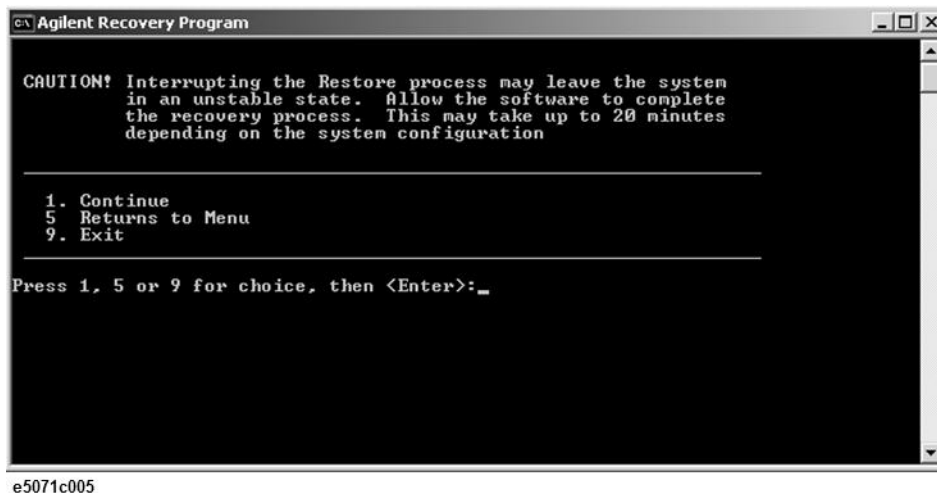 Agilent Recovery Program
CAUTION! Interrupting the Restore process may leave the system
in an unstable state. Allow the software to complete
the recovery process. This may take up to 20 minutes
depending on the system configuration
1. Continue
5 Returns to Menu
9. Exit
Press 1, 5 or 9 for choice, then <Enter>:_
e5071c005